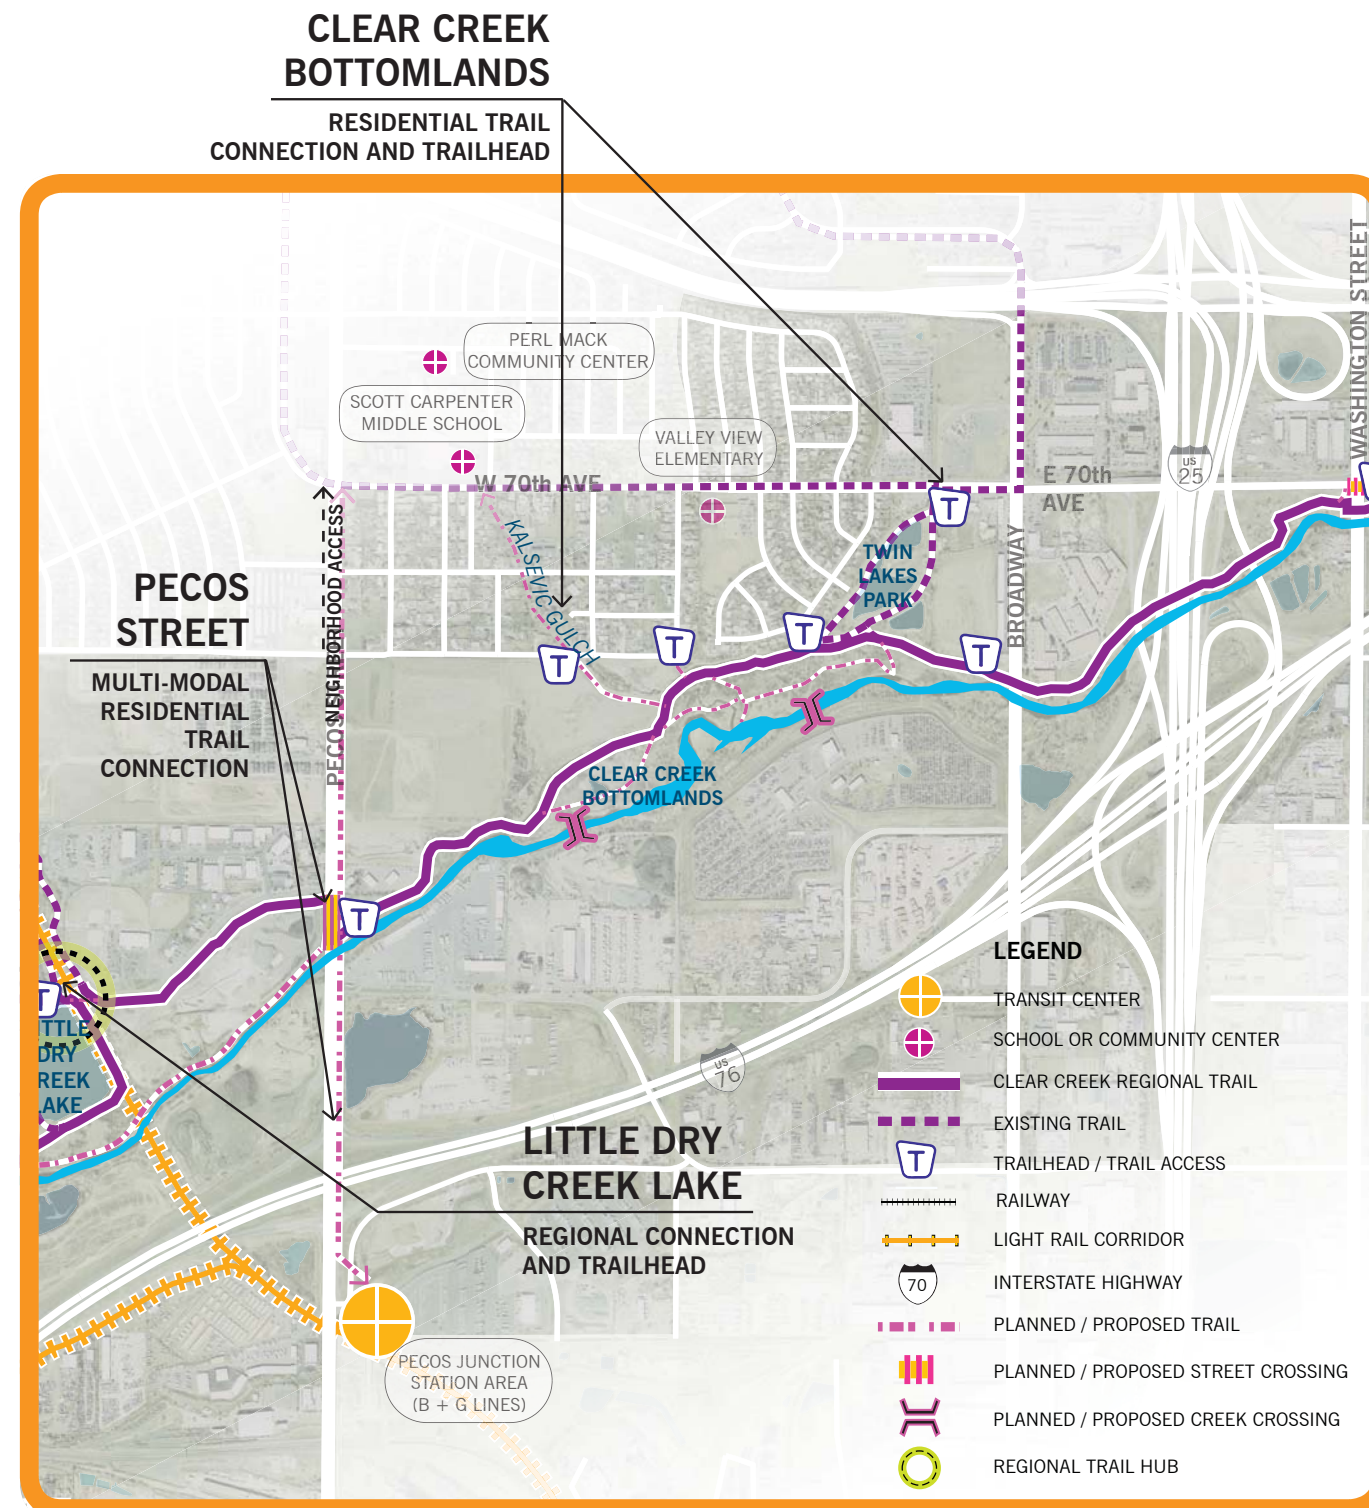 CLEAR CREEK
BOTTOMLANDS
RESIDENTIAL TRAIL
CONNECTION AND TRAILHEAD
WASHINGTON STREET
PERL MACK
COMMUNITY CENTER
SCOTT CARPENTER
MIDDLE SCHOOL
VALLEY VIEW
ELEMENTARY
US
25
W 70th AVE
E 70th
AVE
KALSEVIC GULCH
NEIGHBORHOOD ACCESS
PECOS
T
TWIN
LAKES
PARK
BROADWAY
PECOS
STREET
MULTI-MODAL
RESIDENTIAL
TRAIL
CONNECTION
T
T
T
T
CLEAR CREEK
BOTTOMLANDS
T
T
ITTLE
DRY
REEK
LAKE
US
76
LITTLE DRY
CREEK LAKE
REGIONAL CONNECTION
AND TRAILHEAD
PECOS JUNCTION
STATION AREA
(B + G LINES)
LEGEND
TRANSIT CENTER
SCHOOL OR COMMUNITY CENTER
CLEAR CREEK REGIONAL TRAIL
EXISTING TRAIL
T
TRAILHEAD / TRAIL ACCESS
RAILWAY
LIGHT RAIL CORRIDOR
70
INTERSTATE HIGHWAY
PLANNED / PROPOSED TRAIL
PLANNED / PROPOSED STREET CROSSING
PLANNED / PROPOSED CREEK CROSSING
REGIONAL TRAIL HUB